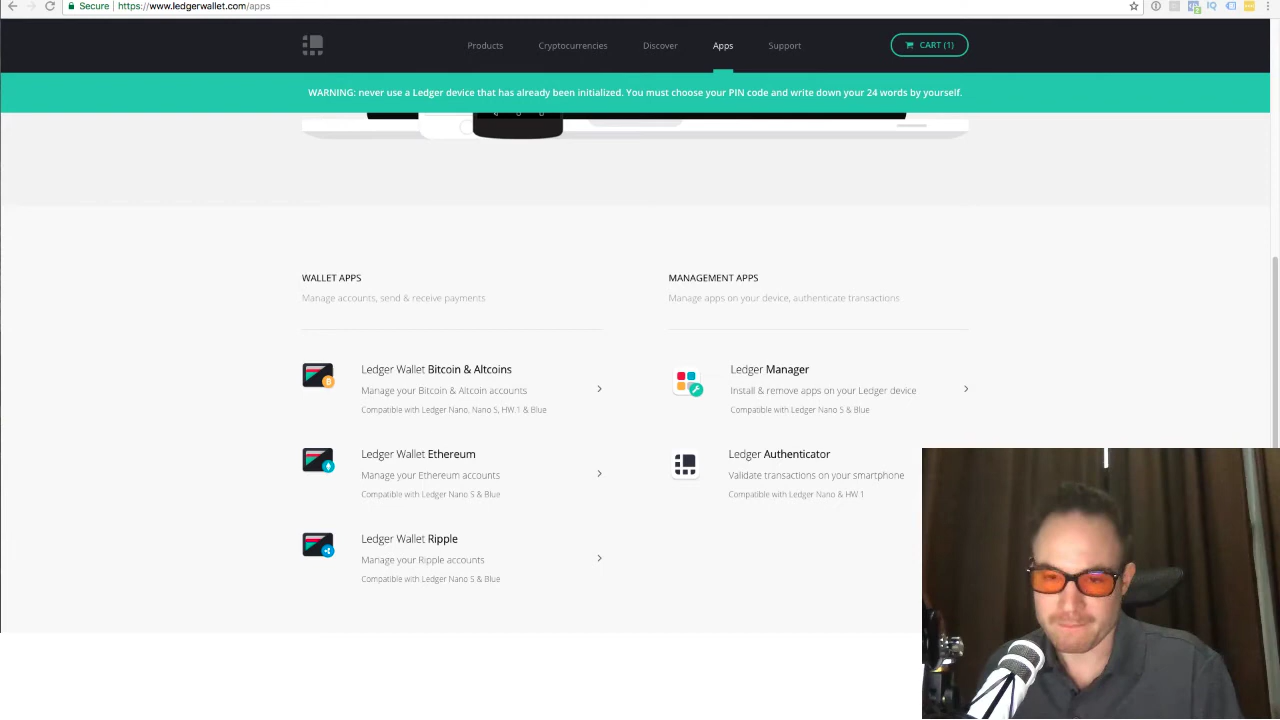 Secure
https://www.ledgerwallet.com/apps
Products
Cryptocurrencies
Discover
Apps
Support
CART (1)
WARNING: never use a Ledger device that has already been initialized. You must choose your PIN code and write down your 24 words by yourself.
WALLET APPS
Manage accounts, send & receive payments
Ledger Wallet Bitcoin & Altcoins
Manage your Bitcoin & Altcoin accounts
Compatible with Ledger Nano, Nano S, HW.1 & Blue
Ledger Wallet Ethereum
Manage your Ethereum accounts
Compatible with Ledger Nano S & Blue
Ledger Wallet Ripple
Manage your Ripple accounts
Compatible with Ledger Nano S & Blue
MANAGEMENT APPS
Manage apps on your device, authenticate transactions
Ledger Manager
Install & remove apps on your Ledger device
Compatible with Ledger Nano S & Blue
Ledger Authenticator
Validate transactions on your smartphone
Compatible with Ledger Nano & HW.1